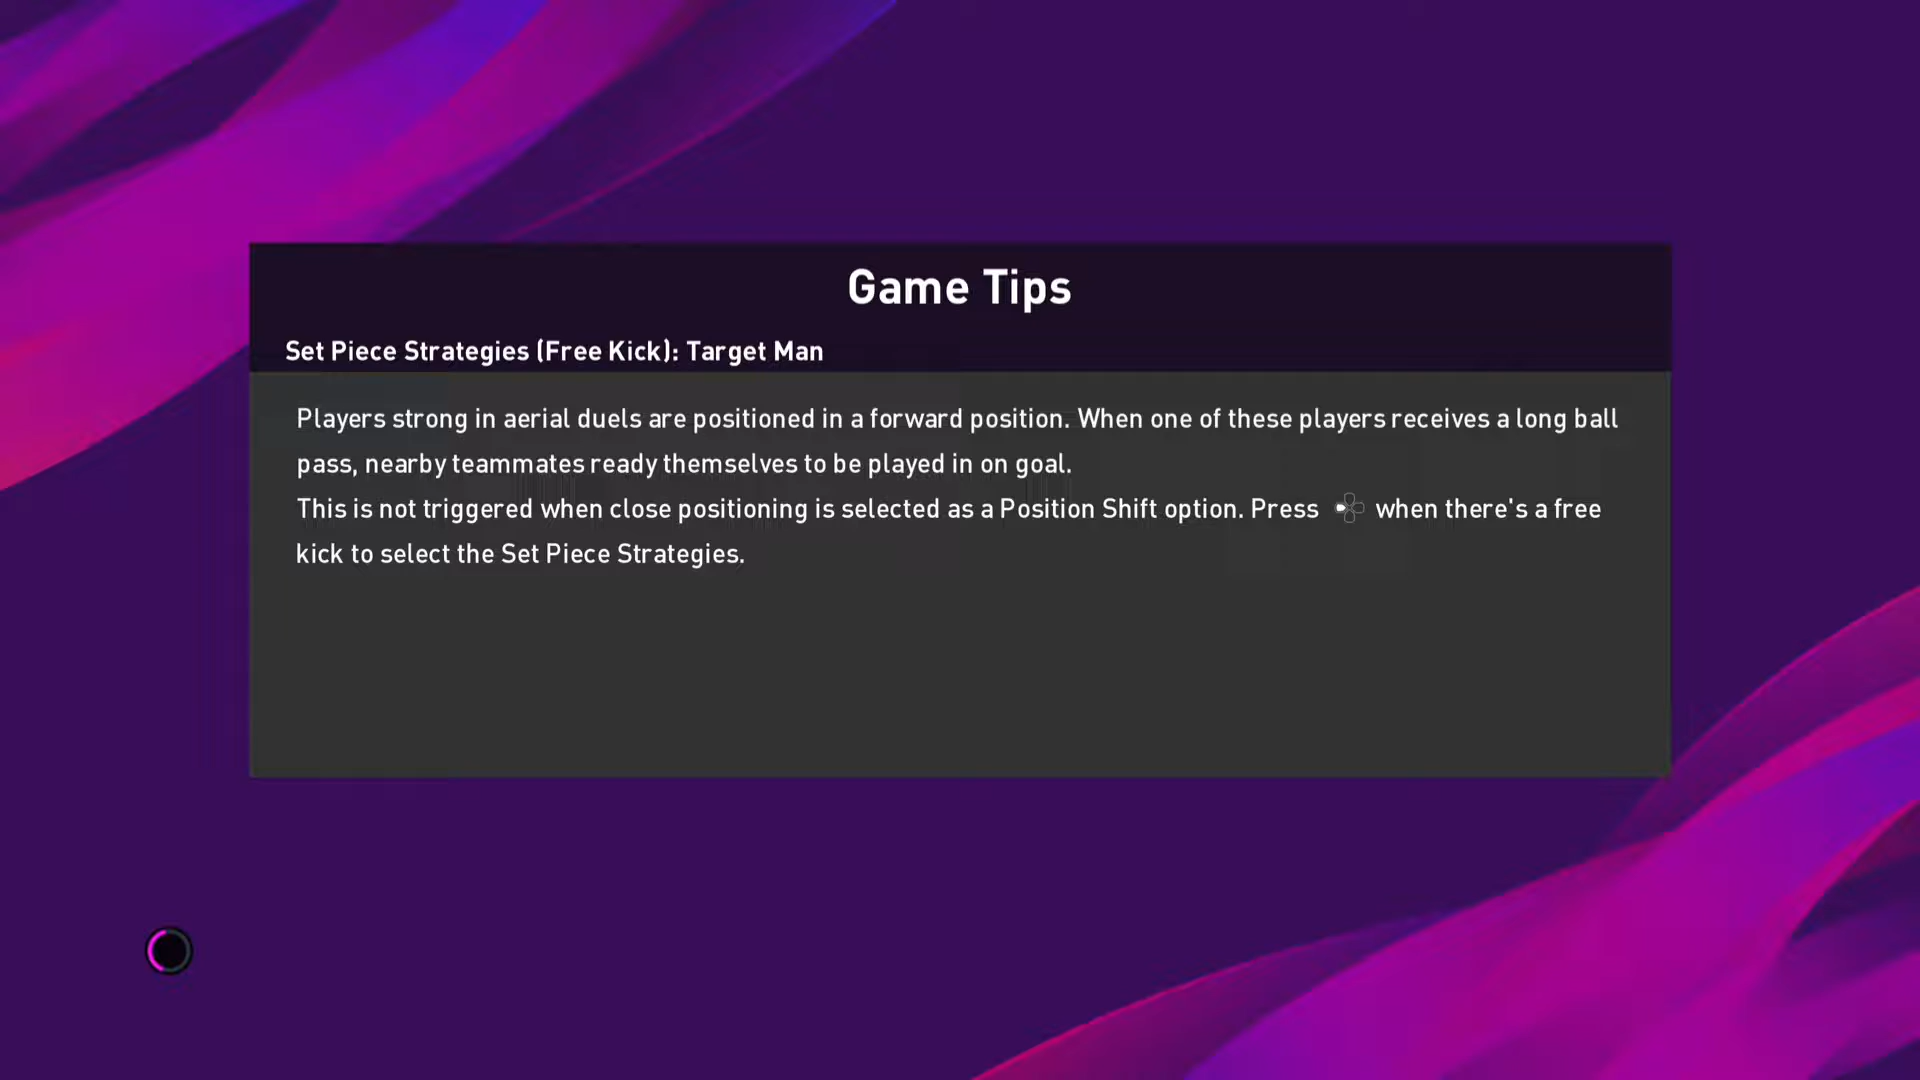 Game Tips
Set Piece Strategies (Free Kick): Target Man
Players strong in aerial duels are positioned in a forward position. When one of these players receives a long ball
pass, nearby teammates ready themselves to be played in on goal.
This is not triggered when close positioning is selected as a Position Shift option. Press when there's a free
kick to select the Set Piece Strategies.